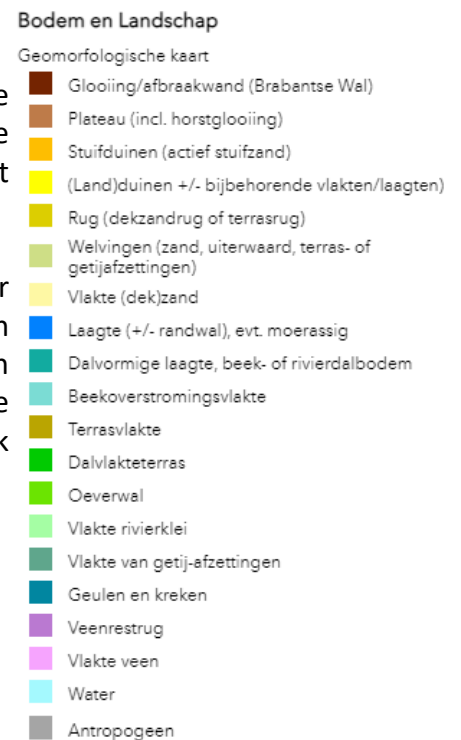 Bodem en Landschap
Geomorfologische kaart
Glooiing/afbraakwand (Brabantse Wal)
Plateau (incl. horstglooiing)
Stuifduinen (actief stuifzand)
(Land)duinen +/- bijbehorende vlakten/laagten)
Rug (dekzandrug of terrasrug)
Welvingen (zand, uiterwaard, terras- of
getijafzettingen)
Vlakte (dek)zand
Laagte (+/- randwal), evt. moerassig
Dalvormige laagte, beek- of rivierdalbodem
Beekoverstromingsvlakte
Terrasvlakte
Dalvlakteterras
Oeverwal
Vlakte rivierklei
Vlakte van getij-afzettingen
Geulen en kreken
Veenrestrug
Vlakte veen
Water
Antropogeen